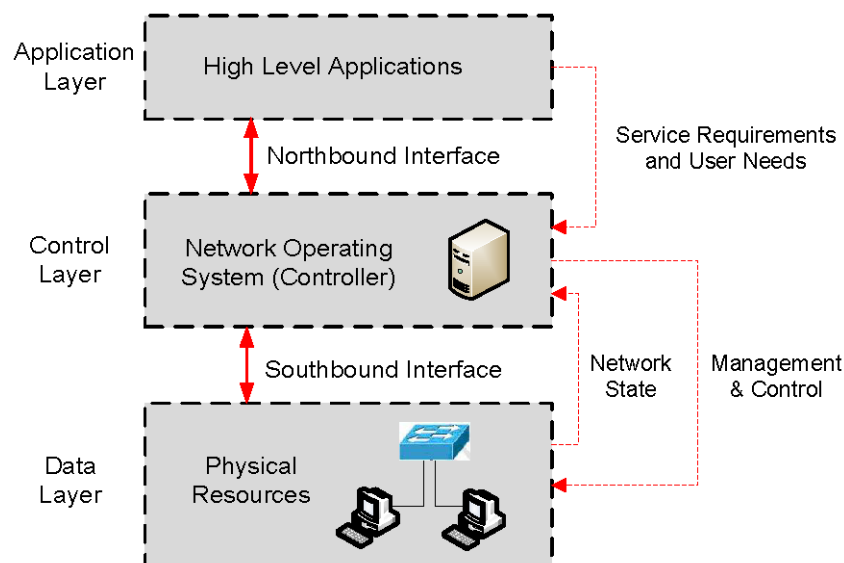 Application
Layer
High Level Applications
Northbound Interface
Service Requirements
and User Needs
Control
Layer
Network Operating
System (Controller)
Southbound Interface
Network
State
Management
& Control
Data
Layer
Physical
Resources